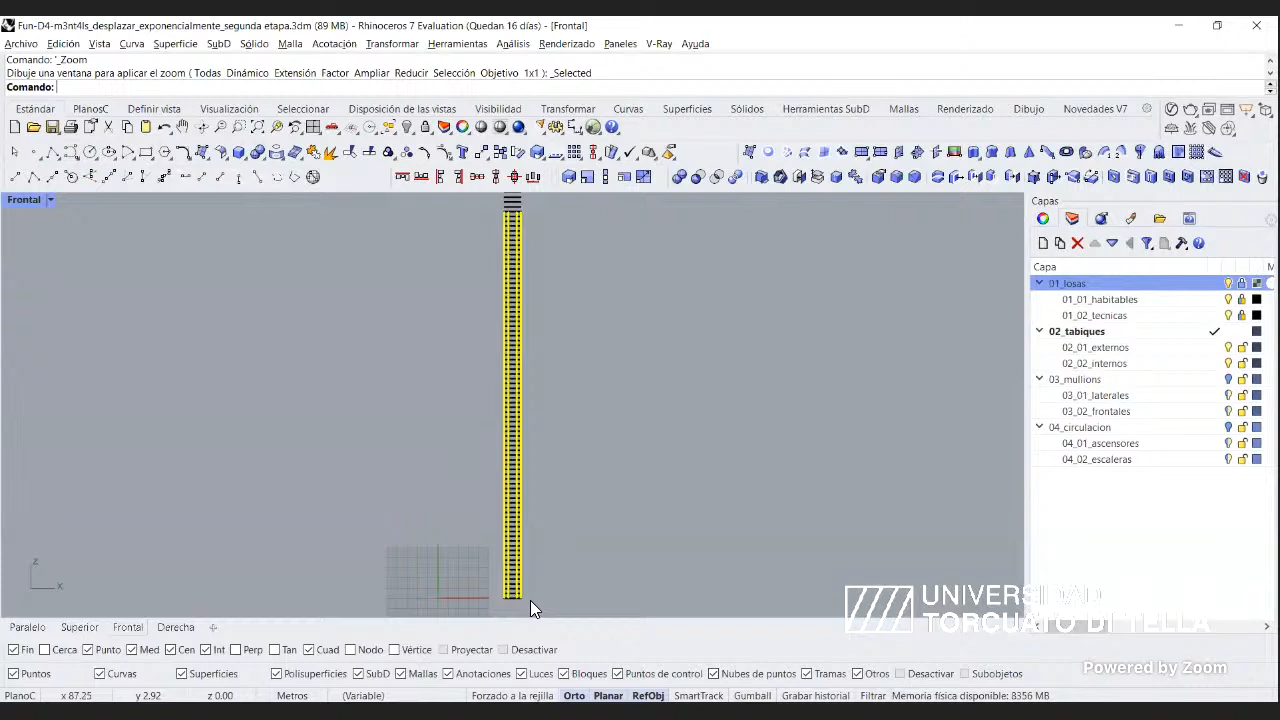 Fun-D4-m3nt4ls_desplazar_exponencialmente_segunda etapa.3dm (89 MB) - Rhinoceros 7 Evaluation (Quedan 16 días) - [Frontal]
Archivo Edición Vista Curva Superficie SubD Sólido Malla Acotación Transformar Herramientas Análisis Renderizado Paneles V-Ray Ayuda
Comando: '_Zoom
Dibuje una ventana para aplicar el zoom ( Todas Dinámico Extensión Factor Ampliar Reducir Selección Objetivo 1x1 ): _Selected
Comando:
Estándar PlanosC Definir vista Visualización Seleccionar Disposición de las vistas Visibilidad Transformar Curvas Superficies Sólidos Herramientas SubD Mallas Renderizado Dibujo Novedades V7
Frontal
Capas
Capa M
01_losas
01_01_habitables
01_02_tecnicas
02_tabiques
02_01_externos
02_02_internos
03_mullions
03_01_laterales
03_02_frontales
04_circulacion
04_01_ascensores
04_02_escaleras
z
x
UNIVERSIDAD
TORCUATO DI TELLA
Paralelo Superior Frontal Derecha
Fin Cerca Punto Med Cen Int Perp Tan Cuad Nodo Vértice Proyectar Desactivar
Powered by Zoom
Puntos Curvas Superficies Polisuperficies SubD Mallas Anotaciones Luces Bloques Puntos de control Nubes de puntos Tramas Otros Desactivar Subobjetos
PlanoC x 87.25 y 2.92 z 0.00 Metros (Variable) Forzado a la rejilla Orto Planar RefObj SmartTrack Gumball Grabar historial Filtrar Memoria física disponible: 8356 MB